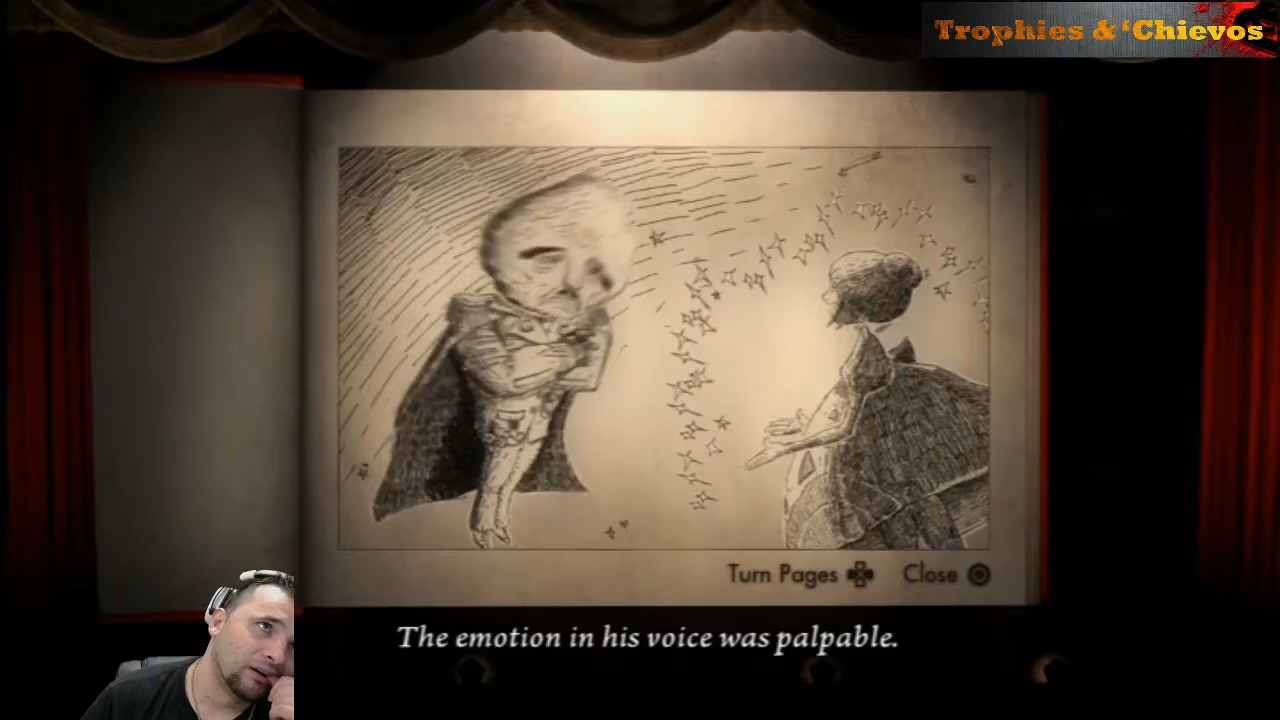 Trophies & ‘Chievos
Turn Pages Close
The emotion in his voice was palpable.